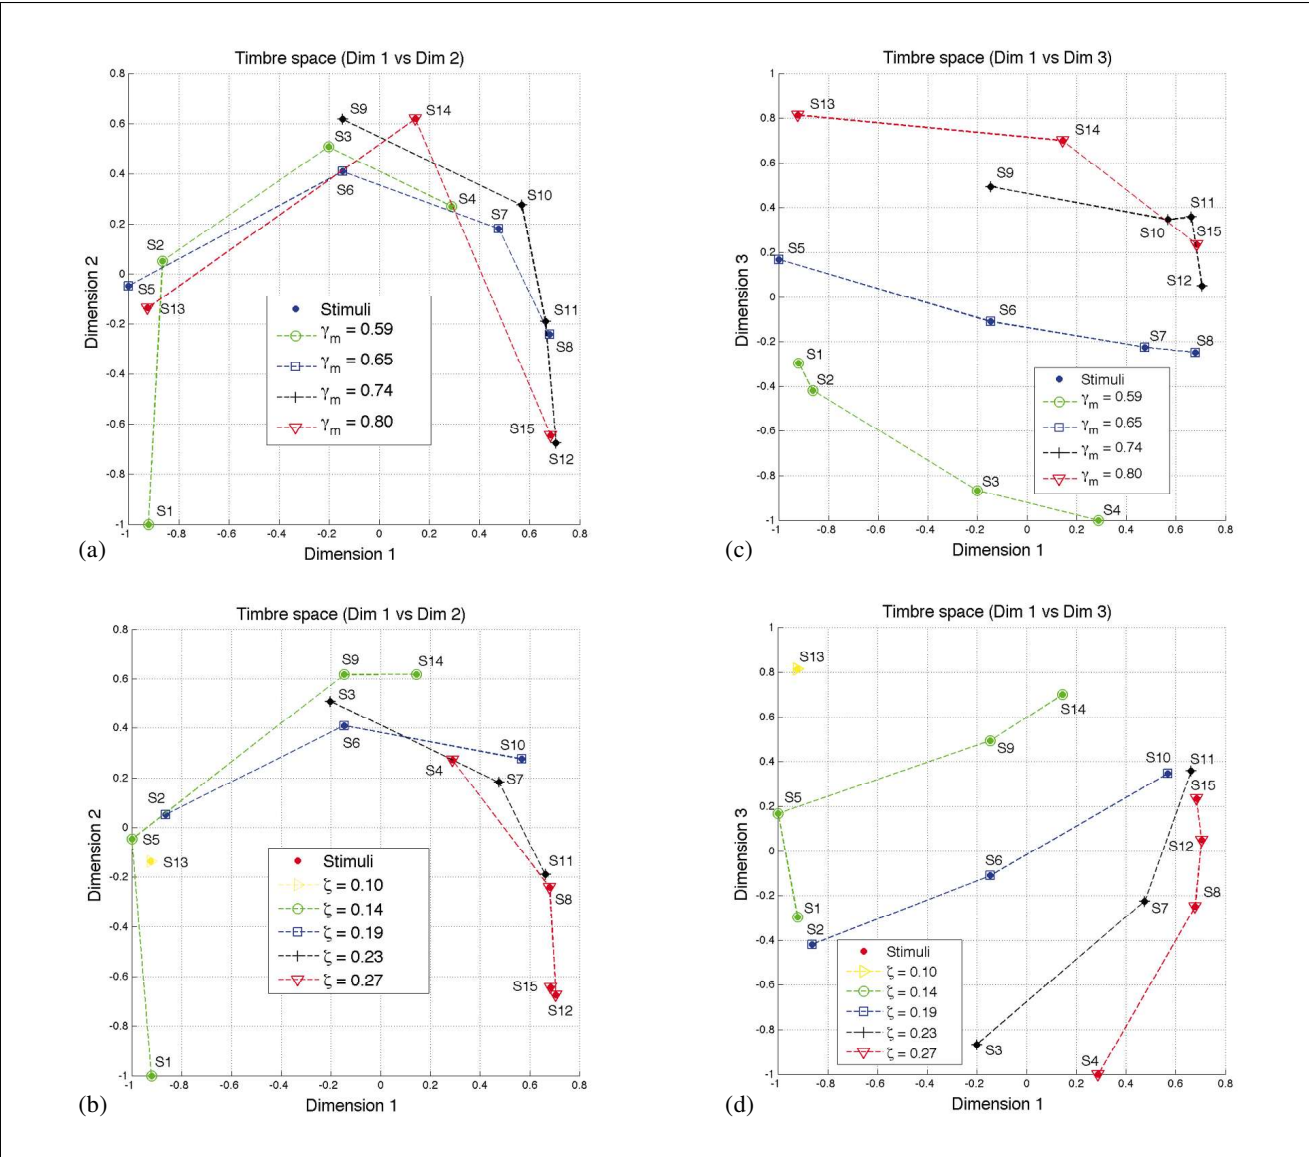 Timbre space (Dim 1 vs Dim 2)
0.8
0.6
0.4
0.2
0
-0.2
-0.4
-0.6
-0.8
-1
Dimension 2
S9
S14
S3
S6
S4
S10
S7
S2
S5
S13
S11
S8
S15
S12
S1
Stimuli
γm = 0.59
γm = 0.65
γm = 0.74
γm = 0.80
-1 -0.8 -0.6 -0.4 -0.2 0 0.2 0.4 0.6 0.8
Dimension 1
(a)
Timbre space (Dim 1 vs Dim 3)
1
0.8
0.6
0.4
0.2
0
-0.2
-0.4
-0.6
-0.8
-1
Dimension 3
S13
S14
S9
S11
S10
S15
S5
S12
S6
S7
S8
S1
S2
S3
S4
Stimuli
γm = 0.59
γm = 0.65
γm = 0.74
γm = 0.80
-1 -0.8 -0.6 -0.4 -0.2 0 0.2 0.4 0.6 0.8
Dimension 1
(c)
Timbre space (Dim 1 vs Dim 2)
0.8
0.6
0.4
0.2
0
-0.2
-0.4
-0.6
-0.8
-1
Dimension 2
S9
S14
S3
S6
S10
S4
S7
S2
S5
S13
S11
S8
S15
S12
S1
Stimuli
ζ = 0.10
ζ = 0.14
ζ = 0.19
ζ = 0.23
ζ = 0.27
-1 -0.8 -0.6 -0.4 -0.2 0 0.2 0.4 0.6 0.8
Dimension 1
(b)
Timbre space (Dim 1 vs Dim 3)
1
0.8
0.6
0.4
0.2
0
-0.2
-0.4
-0.6
-0.8
-1
Dimension 3
S13
S14
S9
S10
S11
S5
S15
S12
S6
S8
S1
S7
S2
S3
S4
Stimuli
ζ = 0.10
ζ = 0.14
ζ = 0.19
ζ = 0.23
ζ = 0.27
-1 -0.8 -0.6 -0.4 -0.2 0 0.2 0.4 0.6 0.8
Dimension 1
(d)